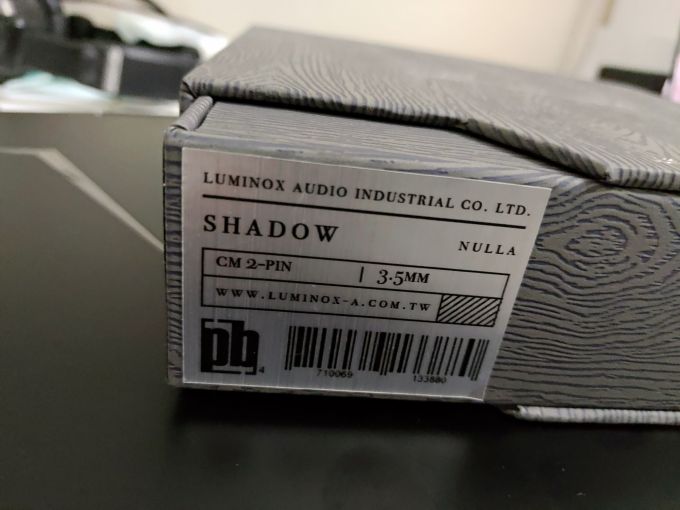 LUMINOX AUDIO INDUSTRIAL CO. LTD.
SHADOW
NULLA
CM 2-PIN | 3.5MM
WWW.LUMINOX-A.COM.TW
pb 4
710069 133880